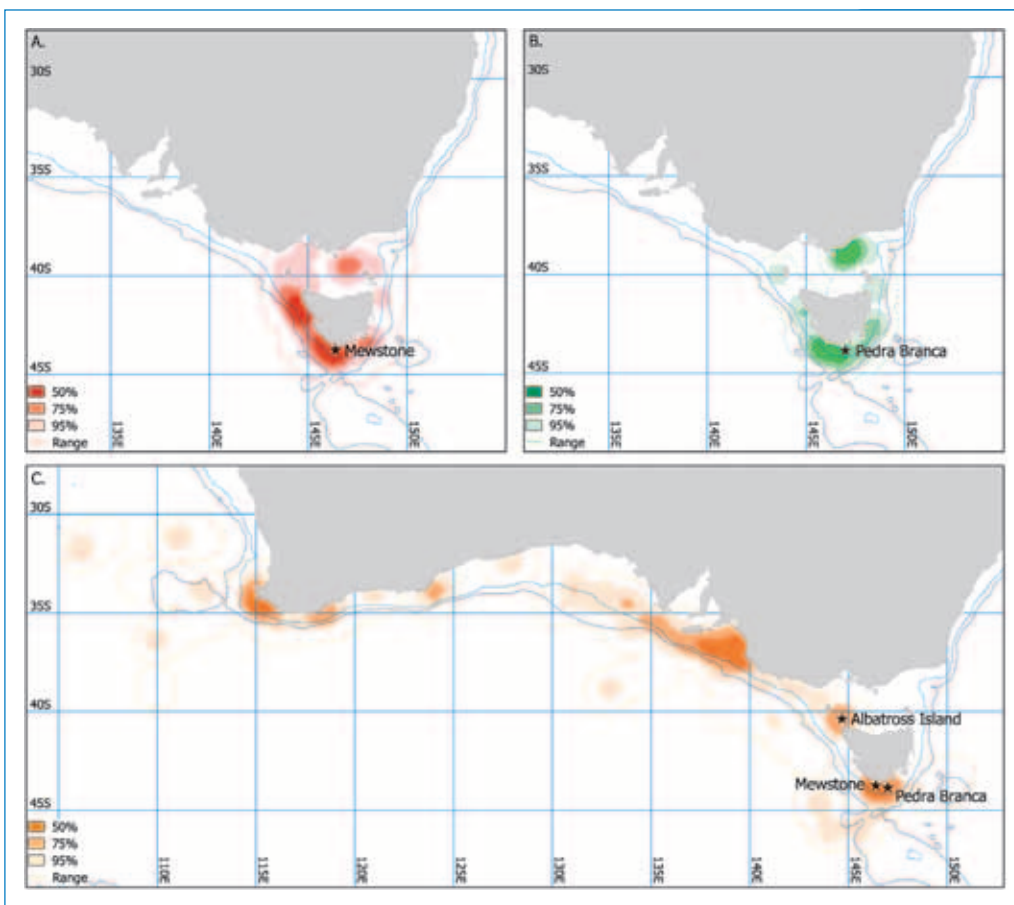 A.
30S
35S
40S
45S
Mewstone
50%
75%
95%
Range
135E
140E
145E
150E
B.
30S
35S
40S
45S
Pedra Branca
50%
75%
95%
Range
135E
140E
145E
150E
C.
30S
35S
40S
45S
Albatross Island
Mewstone
Pedra Branca
50%
75%
95%
Range
110E
115E
120E
125E
130E
135E
140E
145E
150E